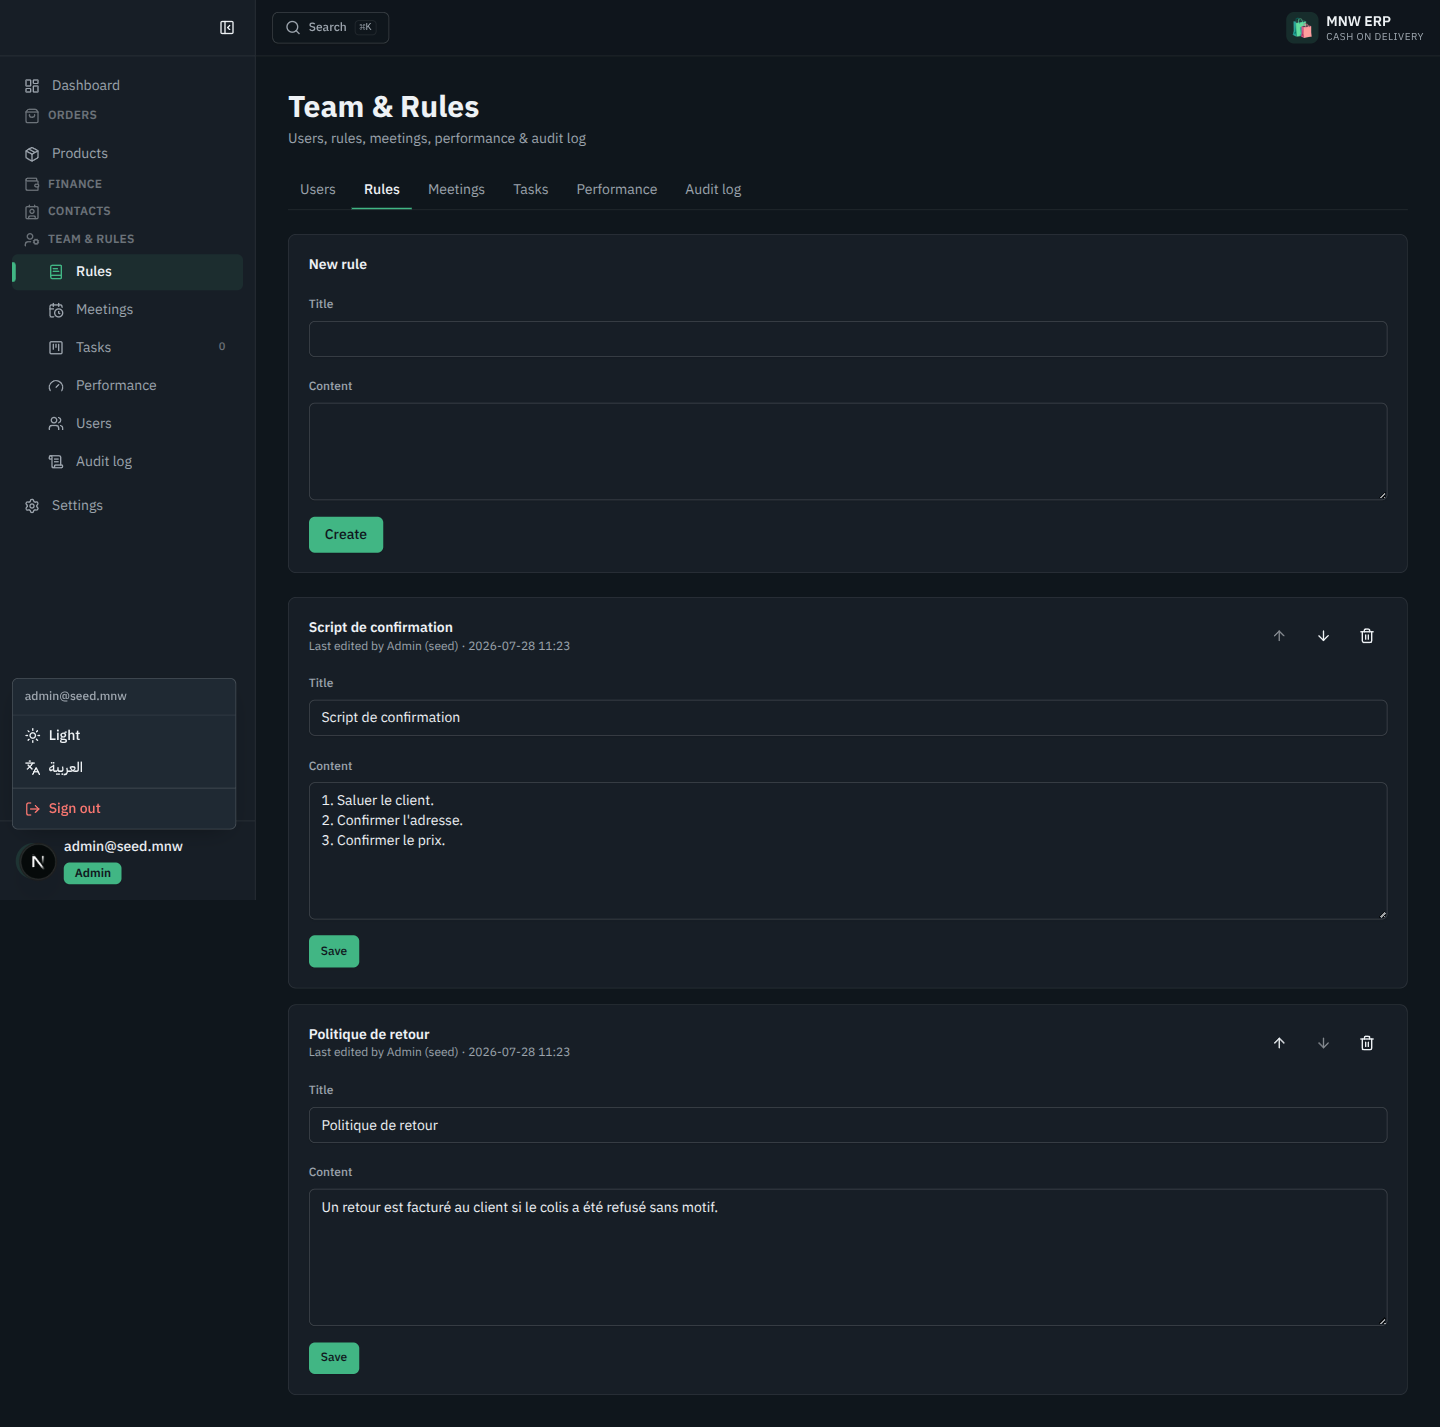 Search ⌘K
MNW ERP
CASH ON DELIVERY
Dashboard
ORDERS
Products
FINANCE
CONTACTS
TEAM & RULES
Rules
Meetings
Tasks 0
Performance
Users
Audit log
Settings
admin@seed.mnw
Light
العربية
Sign out
N
admin@seed.mnw
Admin
Team & Rules
Users, rules, meetings, performance & audit log
Users Rules Meetings Tasks Performance Audit log
New rule
Title
Content
Create
Script de confirmation
Last edited by Admin (seed) · 2026-07-28 11:23
Title
Script de confirmation
Content
1. Saluer le client.
2. Confirmer l'adresse.
3. Confirmer le prix.
Save
Politique de retour
Last edited by Admin (seed) · 2026-07-28 11:23
Title
Politique de retour
Content
Un retour est facturé au client si le colis a été refusé sans motif.
Save